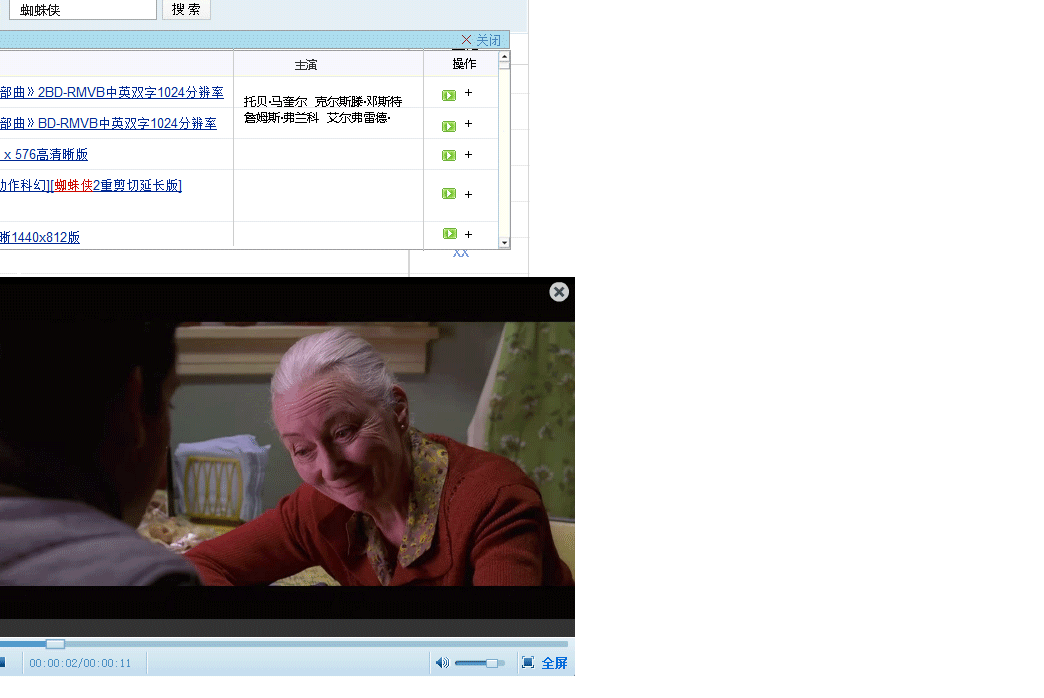 蜘蛛侠 搜 索
关闭
主演 操作
部曲》2BD-RMVB中英双字1024分辨率
托贝·马奎尔 克尔斯滕·邓斯特
詹姆斯·弗兰科 艾尔弗雷德·
部曲》BD-RMVB中英双字1024分辨率
x 576高清晰版
动作科幻][蜘蛛侠2重剪切延长版]
晰1440x812版
XX
00:00:02/00:00:11 全屏